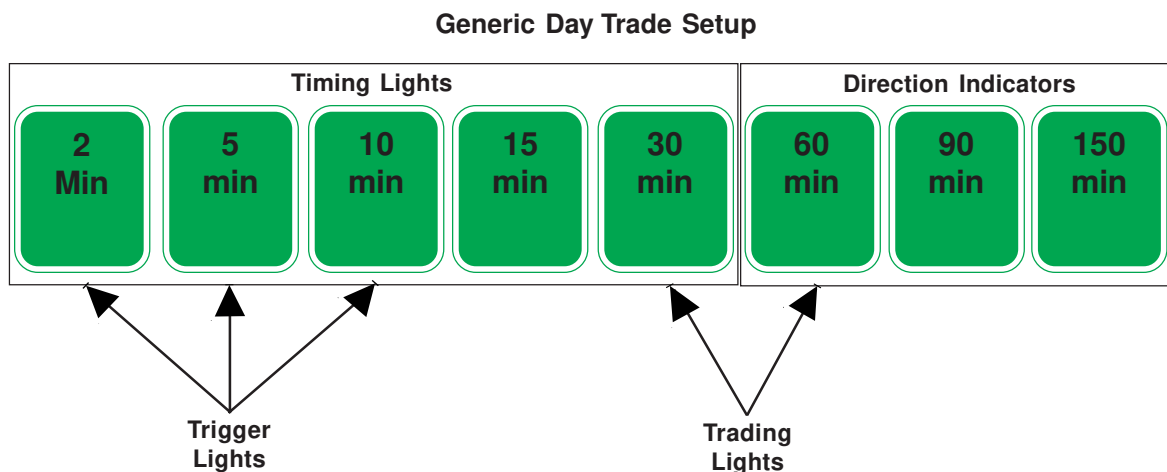 Generic Day Trade Setup
Timing Lights
Direction Indicators
2
Min
5
min
10
min
15
min
30
min
60
min
90
min
150
min
Trigger
Lights
Trading
Lights